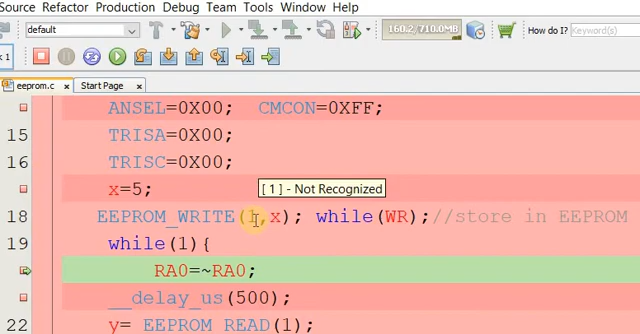 Source Refactor Production Debug Team Tools Window Help
default
160.2/710.0MB
How do I? Keyword(s)
k 1
eeprom.c x Start Page x
ANSEL=0X00; CMCON=0XFF;
15 TRISA=0X00;
16 TRISC=0X00;
x=5;
[ 1 ] - Not Recognized
18 EEPROM_WRITE(1,x); while(WR);//store in EEPROM
19 while(1){
RA0=~RA0;
__delay_us(500);
22 y= EEPROM_READ(1);